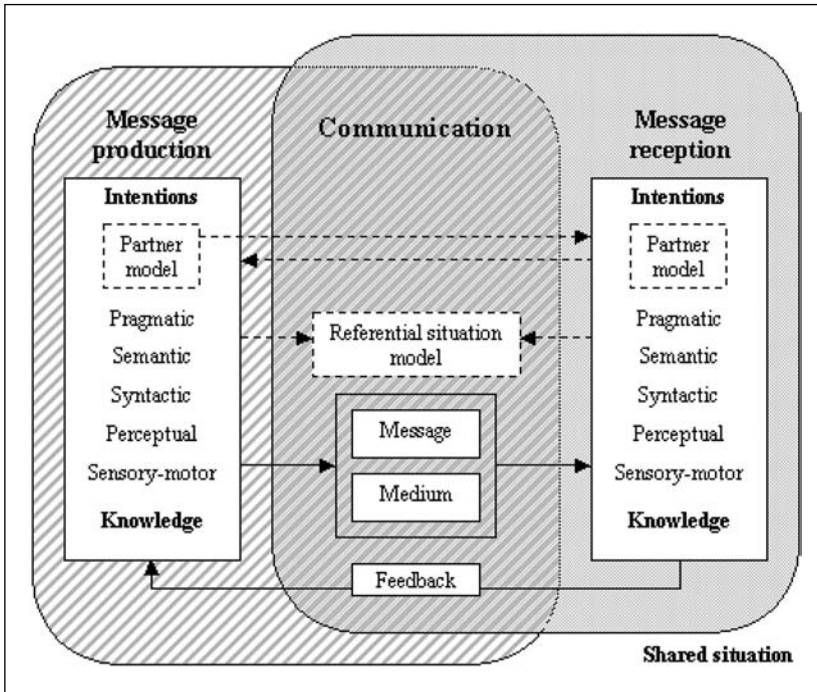 Message
production
Communication
Message
reception
Intentions
Partner
model
Pragmatic
Semantic
Syntactic
Perceptual
Sensory-motor
Knowledge
Referential situation
model
Message
Medium
Feedback
Intentions
Partner
model
Pragmatic
Semantic
Syntactic
Perceptual
Sensory-motor
Knowledge
Shared situation